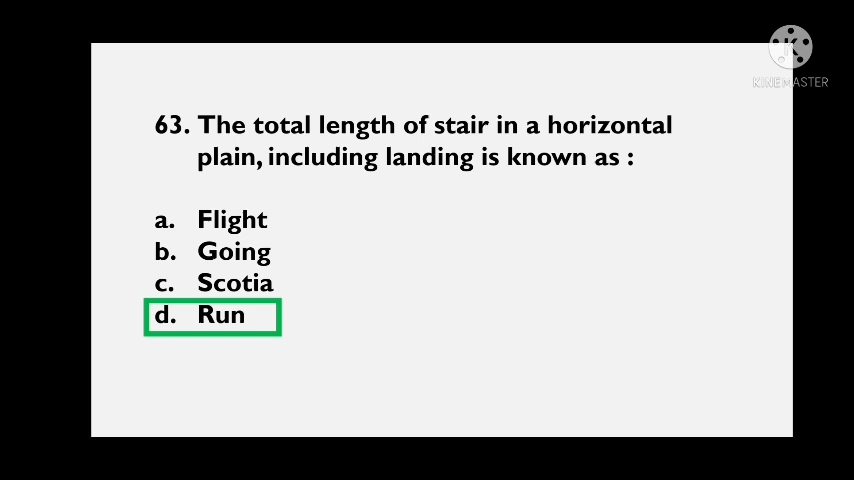 KINEMASTER
63. The total length of stair in a horizontal
plain, including landing is known as :
a. Flight
b. Going
c. Scotia
d. Run